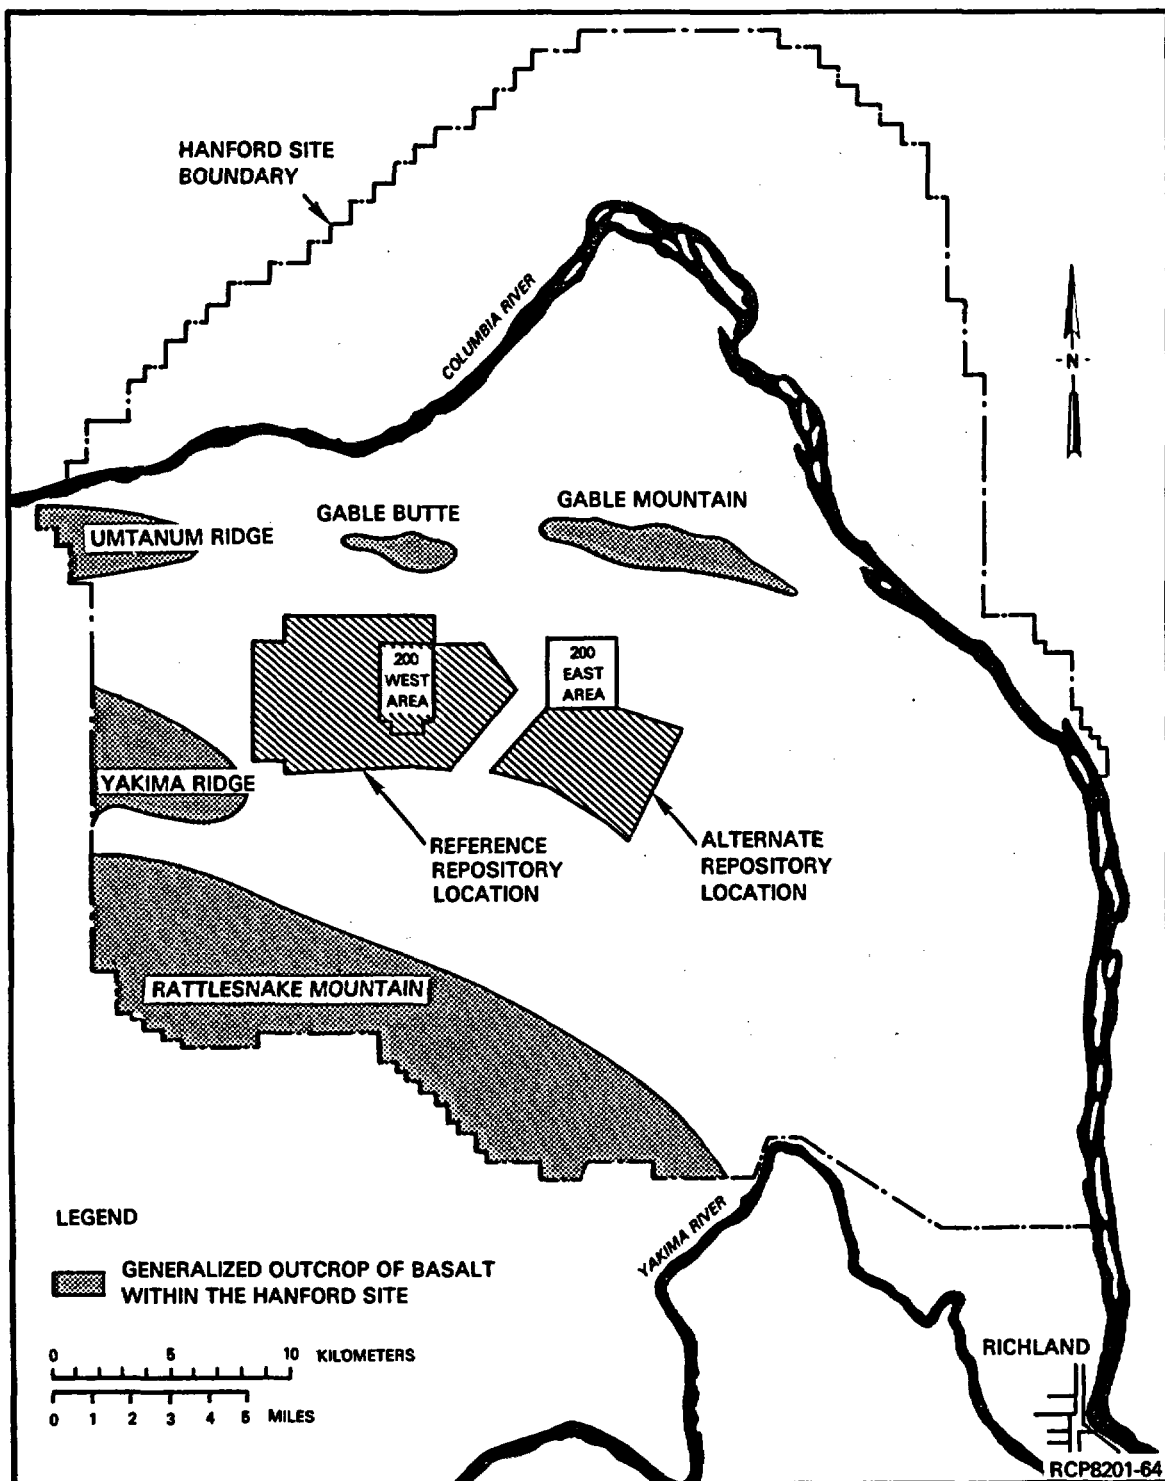 HANFORD SITE
BOUNDARY
COLUMBIA RIVER
-N-
GABLE MOUNTAIN
GABLE BUTTE
UMTANUM RIDGE
200
WEST
AREA
200
EAST
AREA
YAKIMA RIDGE
REFERENCE
REPOSITORY
LOCATION
ALTERNATE
REPOSITORY
LOCATION
RATTLESNAKE MOUNTAIN
YAKIMA RIVER
LEGEND
GENERALIZED OUTCROP OF BASALT
WITHIN THE HANFORD SITE
0 5 10 KILOMETERS
0 1 2 3 4 5 MILES
RICHLAND
RCP8201-64